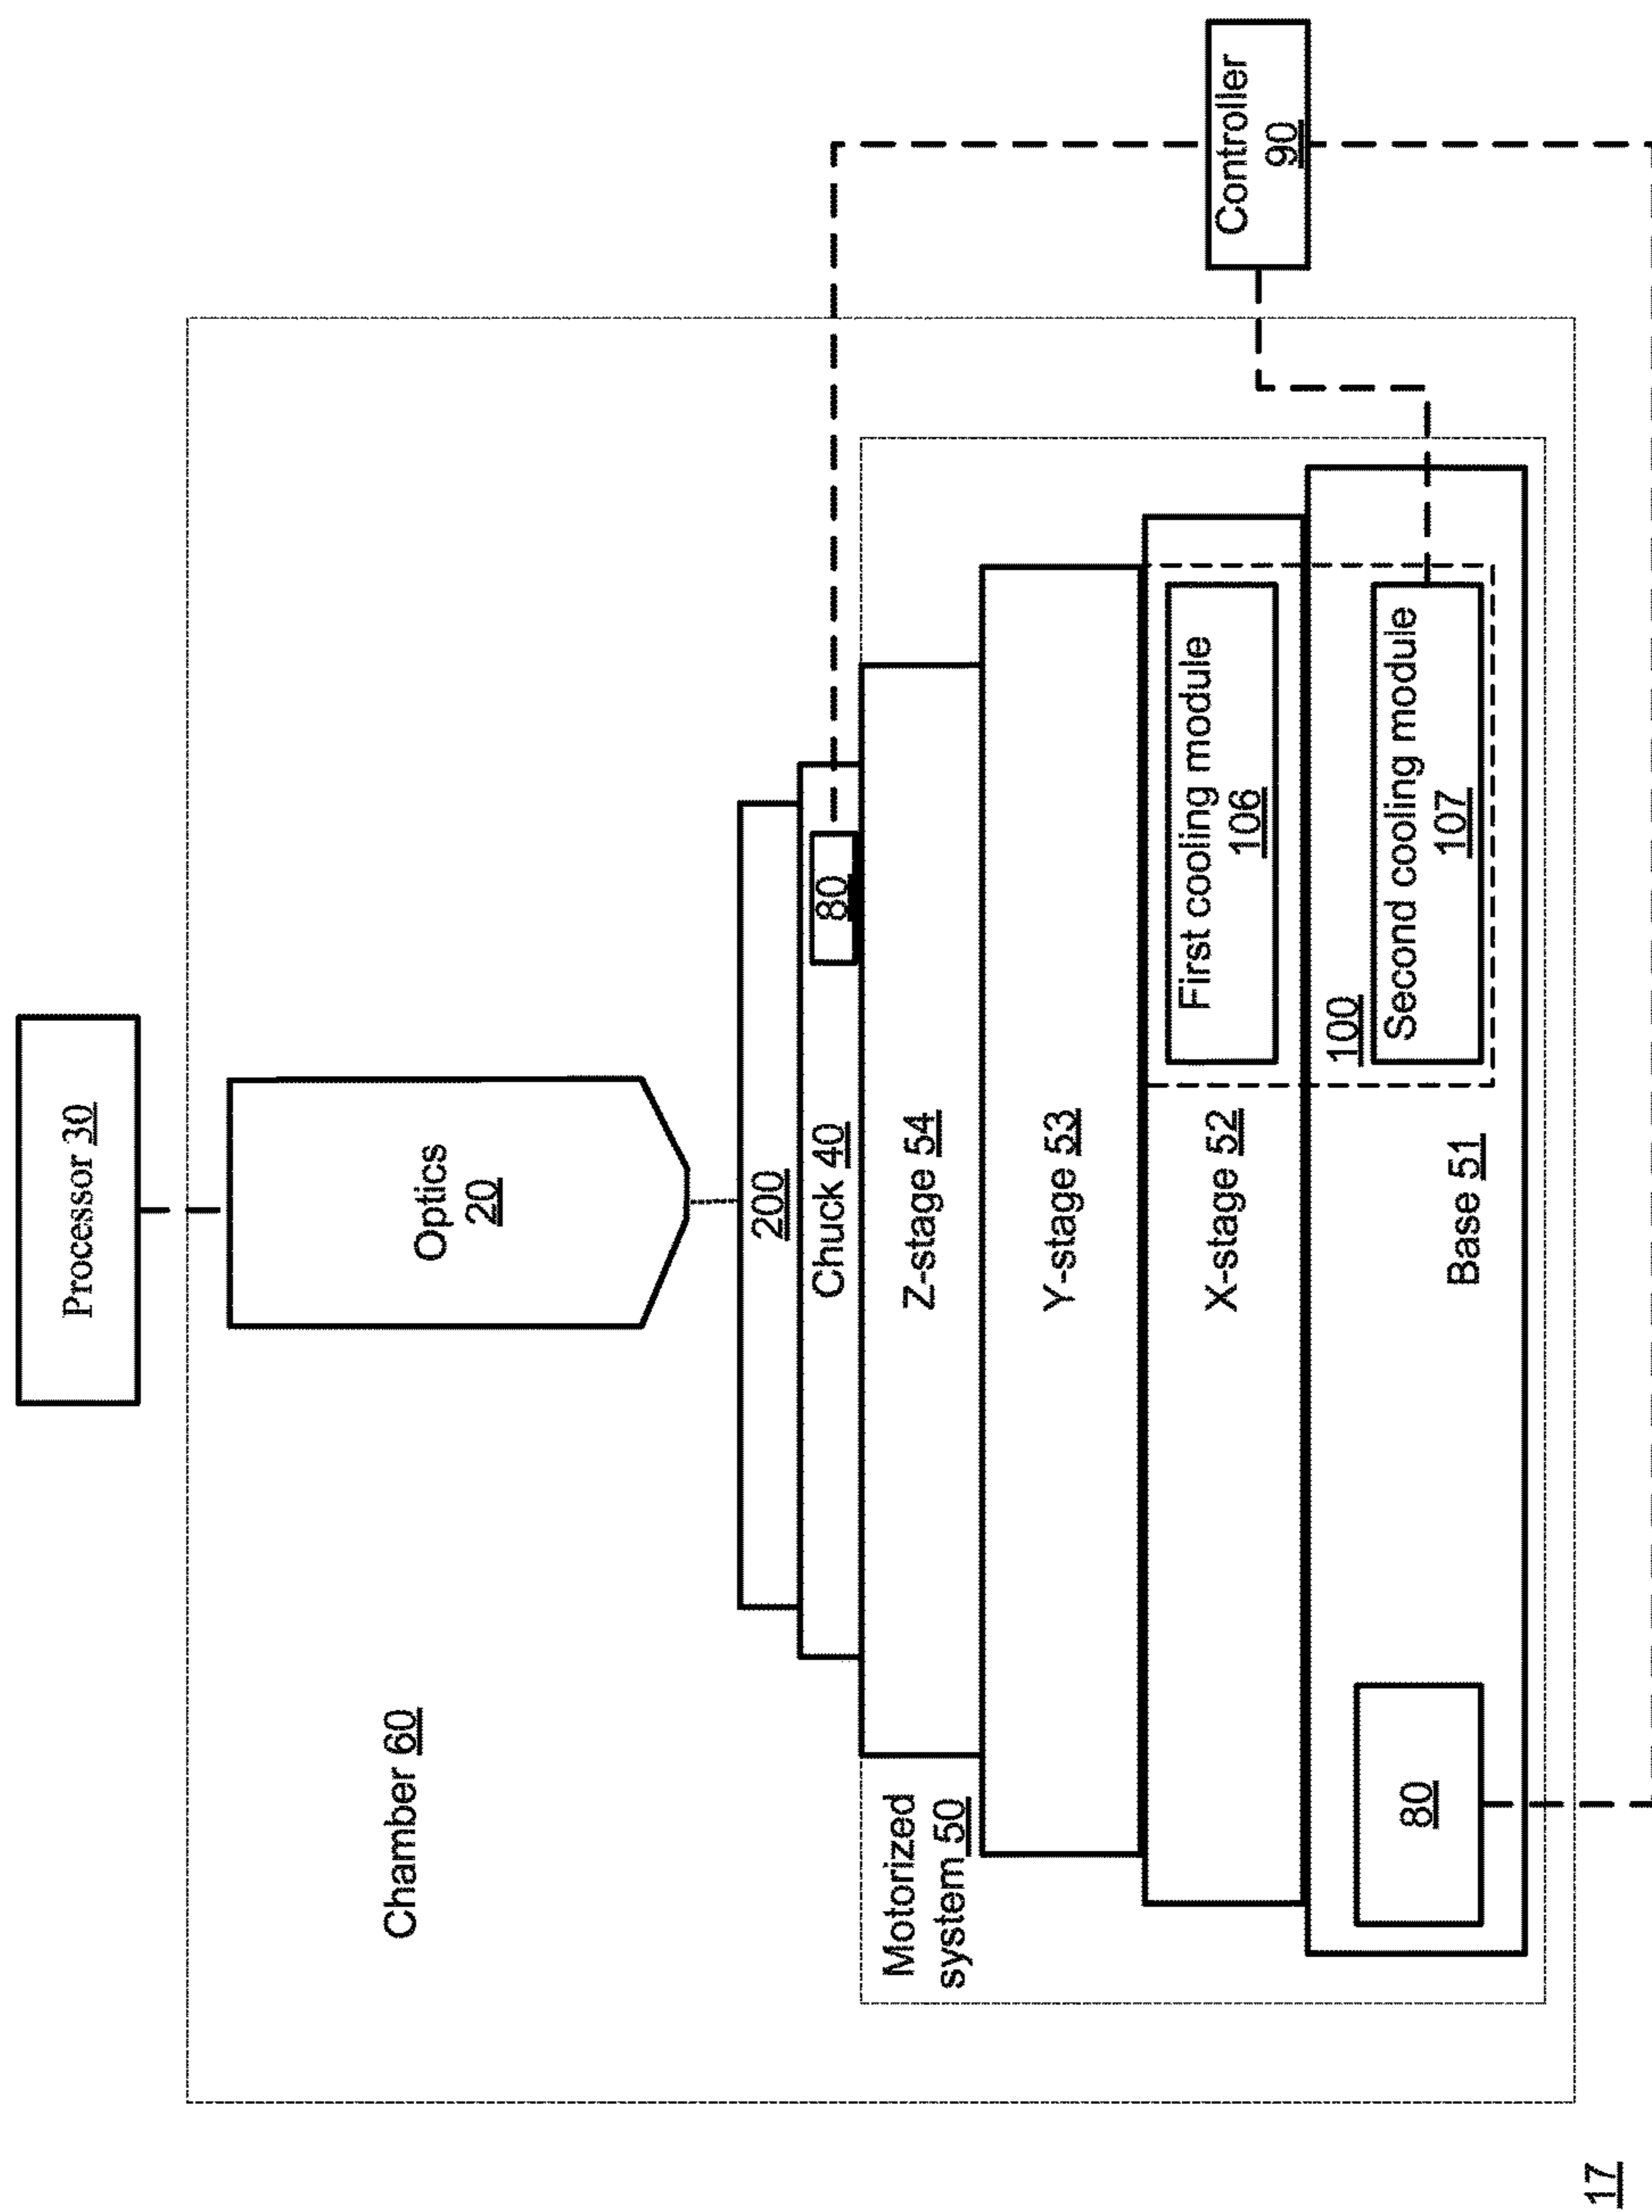 Processor 30
Optics
20
Chamber 60
200
Chuck 40
80
Motorized
system 50
Z-stage 54
Y-stage 53
X-stage 52
First cooling module
106
Controller
90
100
Base 51
80
Second cooling module
107
17